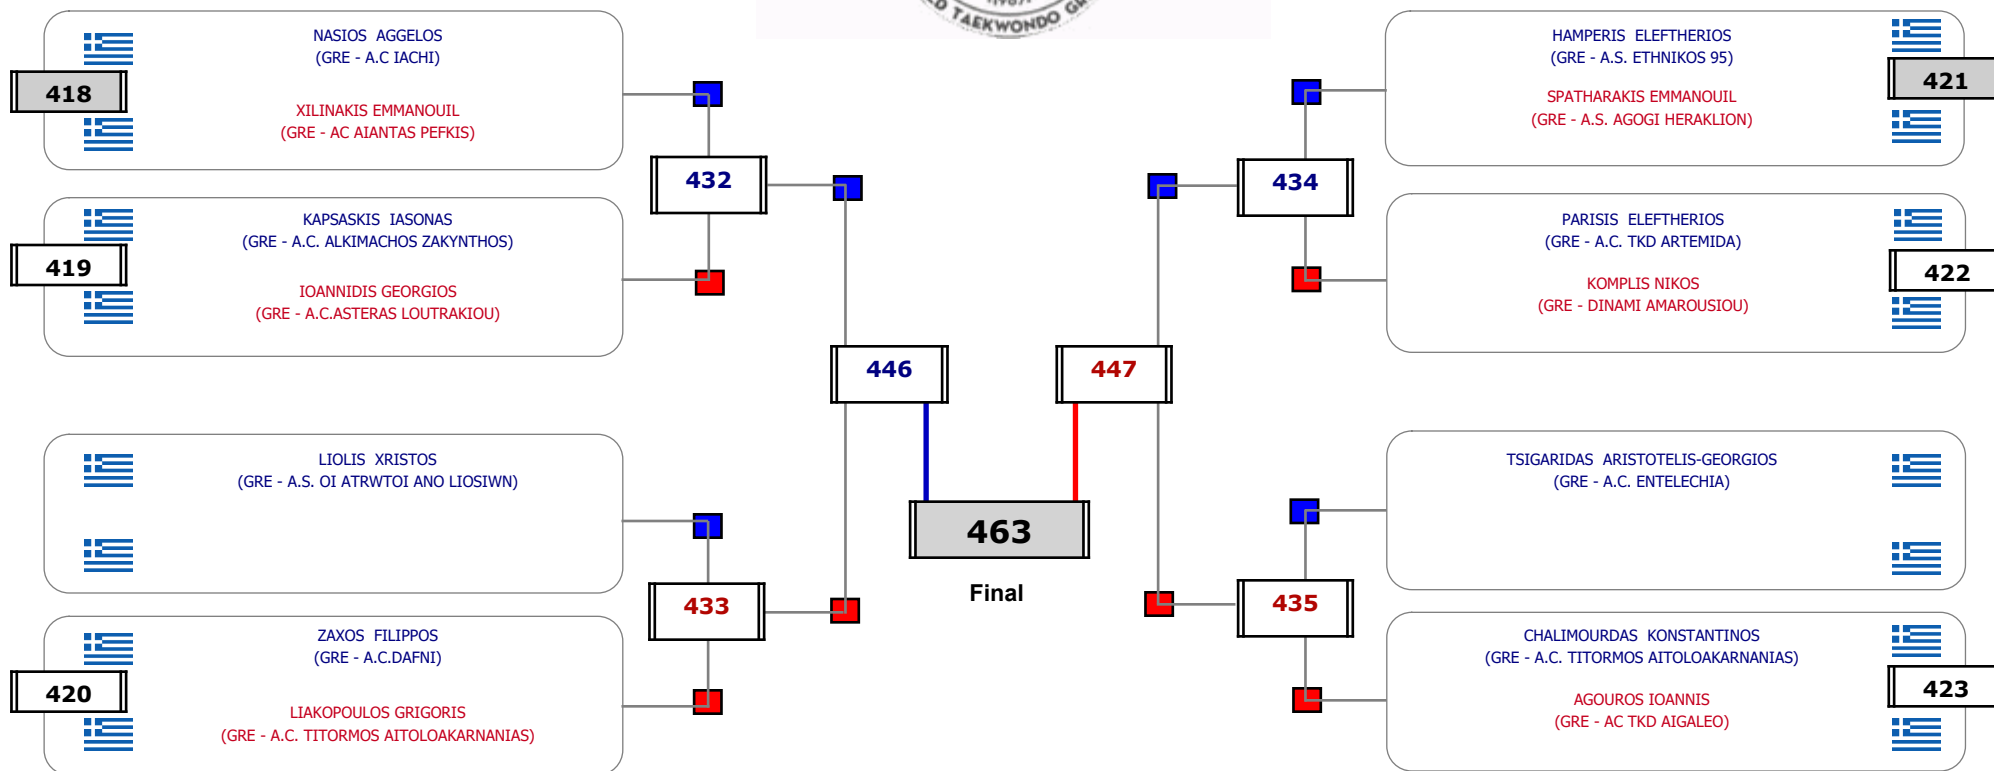 TAEKWONDO
NASIOS AGGELOS
(GRE - A.C IACHI)
418
XILINAKIS EMMANOUIL
(GRE - AC AIANTAS PEFKIS)
432
KAPSASKIS IASONAS
(GRE - A.C. ALKIMACHOS ZAKYNTHOS)
419
IOANNIDIS GEORGIOS
(GRE - A.C.ASTERAS LOUTRAKIOU)
446
LIOLIS XRISTOS
(GRE - A.S. OI ATRWTOI ANO LIOSIWN)
433
ZAXOS FILIPPOS
(GRE - A.C.DAFNI)
420
LIAKOPOULOS GRIGORIS
(GRE - A.C. TITORMOS AITOLOAKARNANIAS)
463
Final
HAMPERIS ELEFTHERIOS
(GRE - A.S. ETHNIKOS 95)
421
SPATHARAKIS EMMANOUIL
(GRE - A.S. AGOGI HERAKLION)
434
PARISIS ELEFTHERIOS
(GRE - A.C. TKD ARTEMIDA)
422
KOMPLIS NIKOS
(GRE - DINAMI AMAROUSIOU)
447
TSIGARIDAS ARISTOTELIS-GEORGIOS
(GRE - A.C. ENTELECHIA)
435
CHALIMOURDAS KONSTANTINOS
(GRE - A.C. TITORMOS AITOLOAKARNANIAS)
423
AGOUROS IOANNIS
(GRE - AC TKD AIGALEO)